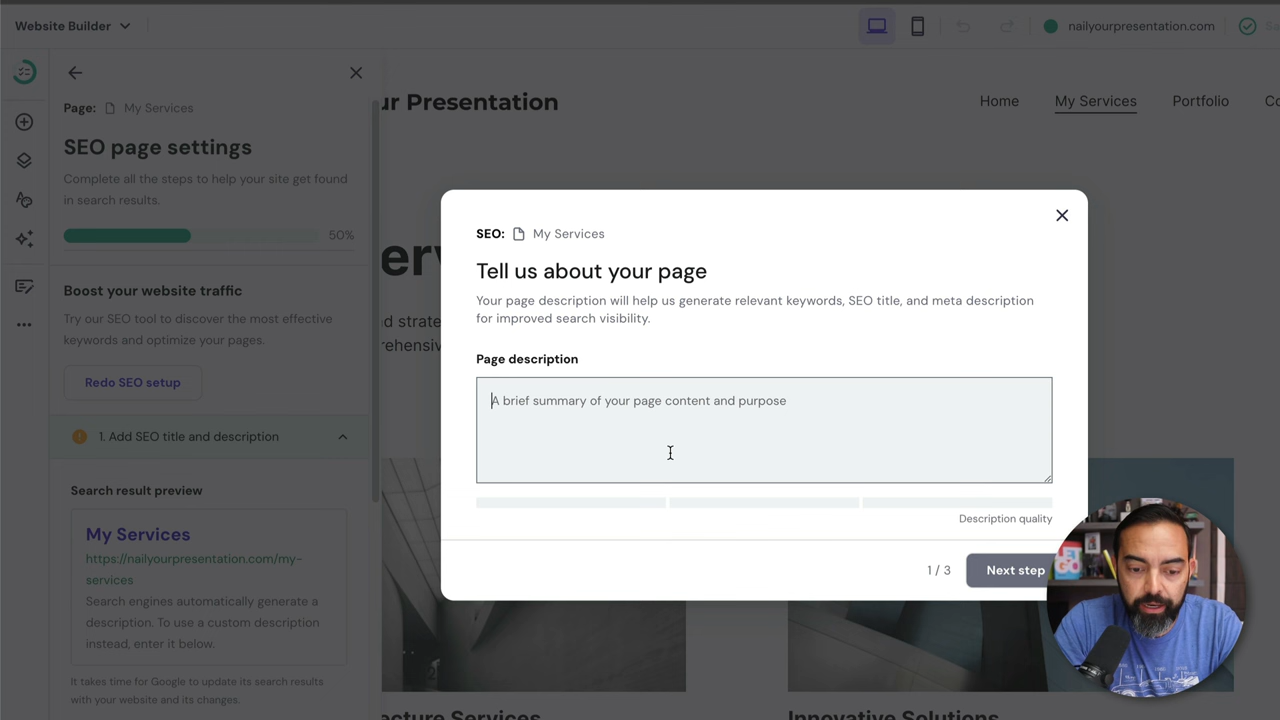 Website Builder
nailyourpresentation.com
Page: My Services
SEO page settings
Complete all the steps to help your site get found
in search results.
50%
Boost your website traffic
Try our SEO tool to discover the most effective
keywords and optimize your pages.
Redo SEO setup
1. Add SEO title and description
Search result preview
My Services
https://nailyourpresentation.com/my-
services
Search engines automatically generate a
description. To use a custom description
instead, enter it below.
It takes time for Google to update its search results
with your website and its changes.
ur Presentation
Home
My Services
Portfolio
SEO: My Services
Tell us about your page
Your page description will help us generate relevant keywords, SEO title, and meta description
for improved search visibility.
Page description
A brief summary of your page content and purpose
Description quality
1 / 3
Next step
Innovative Solutions
ecture Services
LET
GO